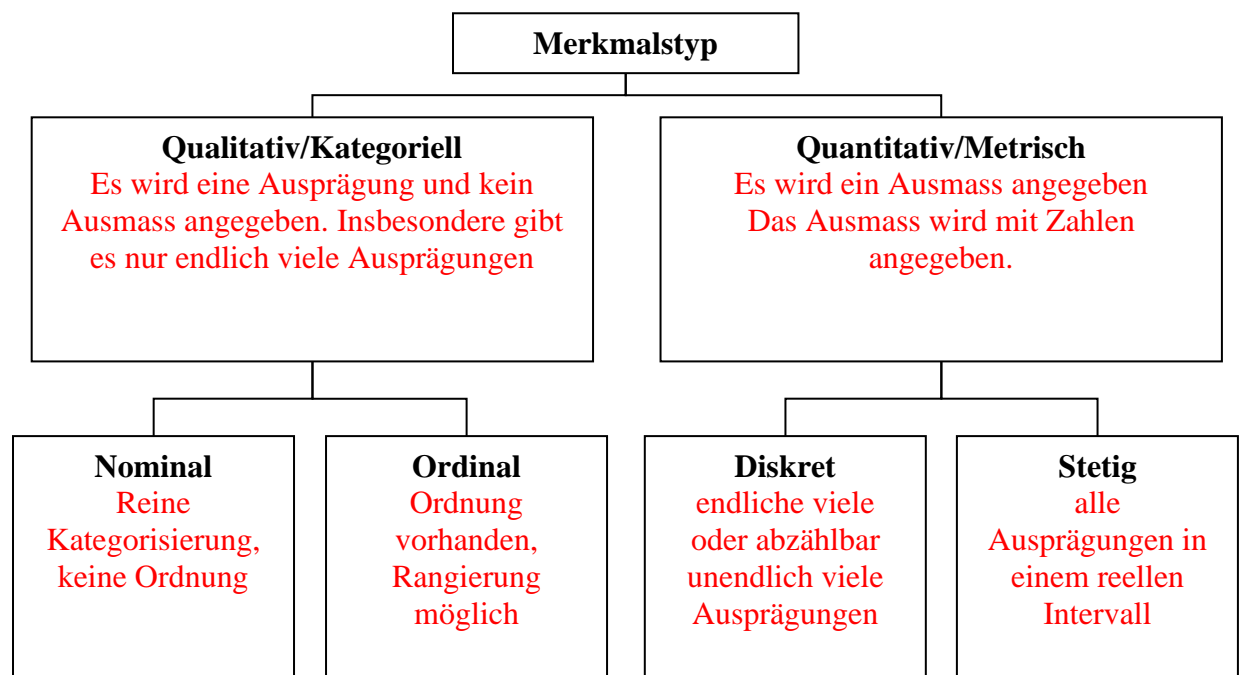 Merkmalstyp
Qualitativ/Kategoriell
Es wird eine Ausprägung und kein
Ausmass angegeben. Insbesondere gibt
es nur endlich viele Ausprägungen
Quantitativ/Metrisch
Es wird ein Ausmass angegeben
Das Ausmass wird mit Zahlen
angegeben.
Nominal
Reine
Kategorisierung,
keine Ordnung
Ordinal
Ordnung
vorhanden,
Rangierung
möglich
Diskret
endliche viele
oder abzählbar
unendlich viele
Ausprägungen
Stetig
alle
Ausprägungen in
einem reellen
Intervall